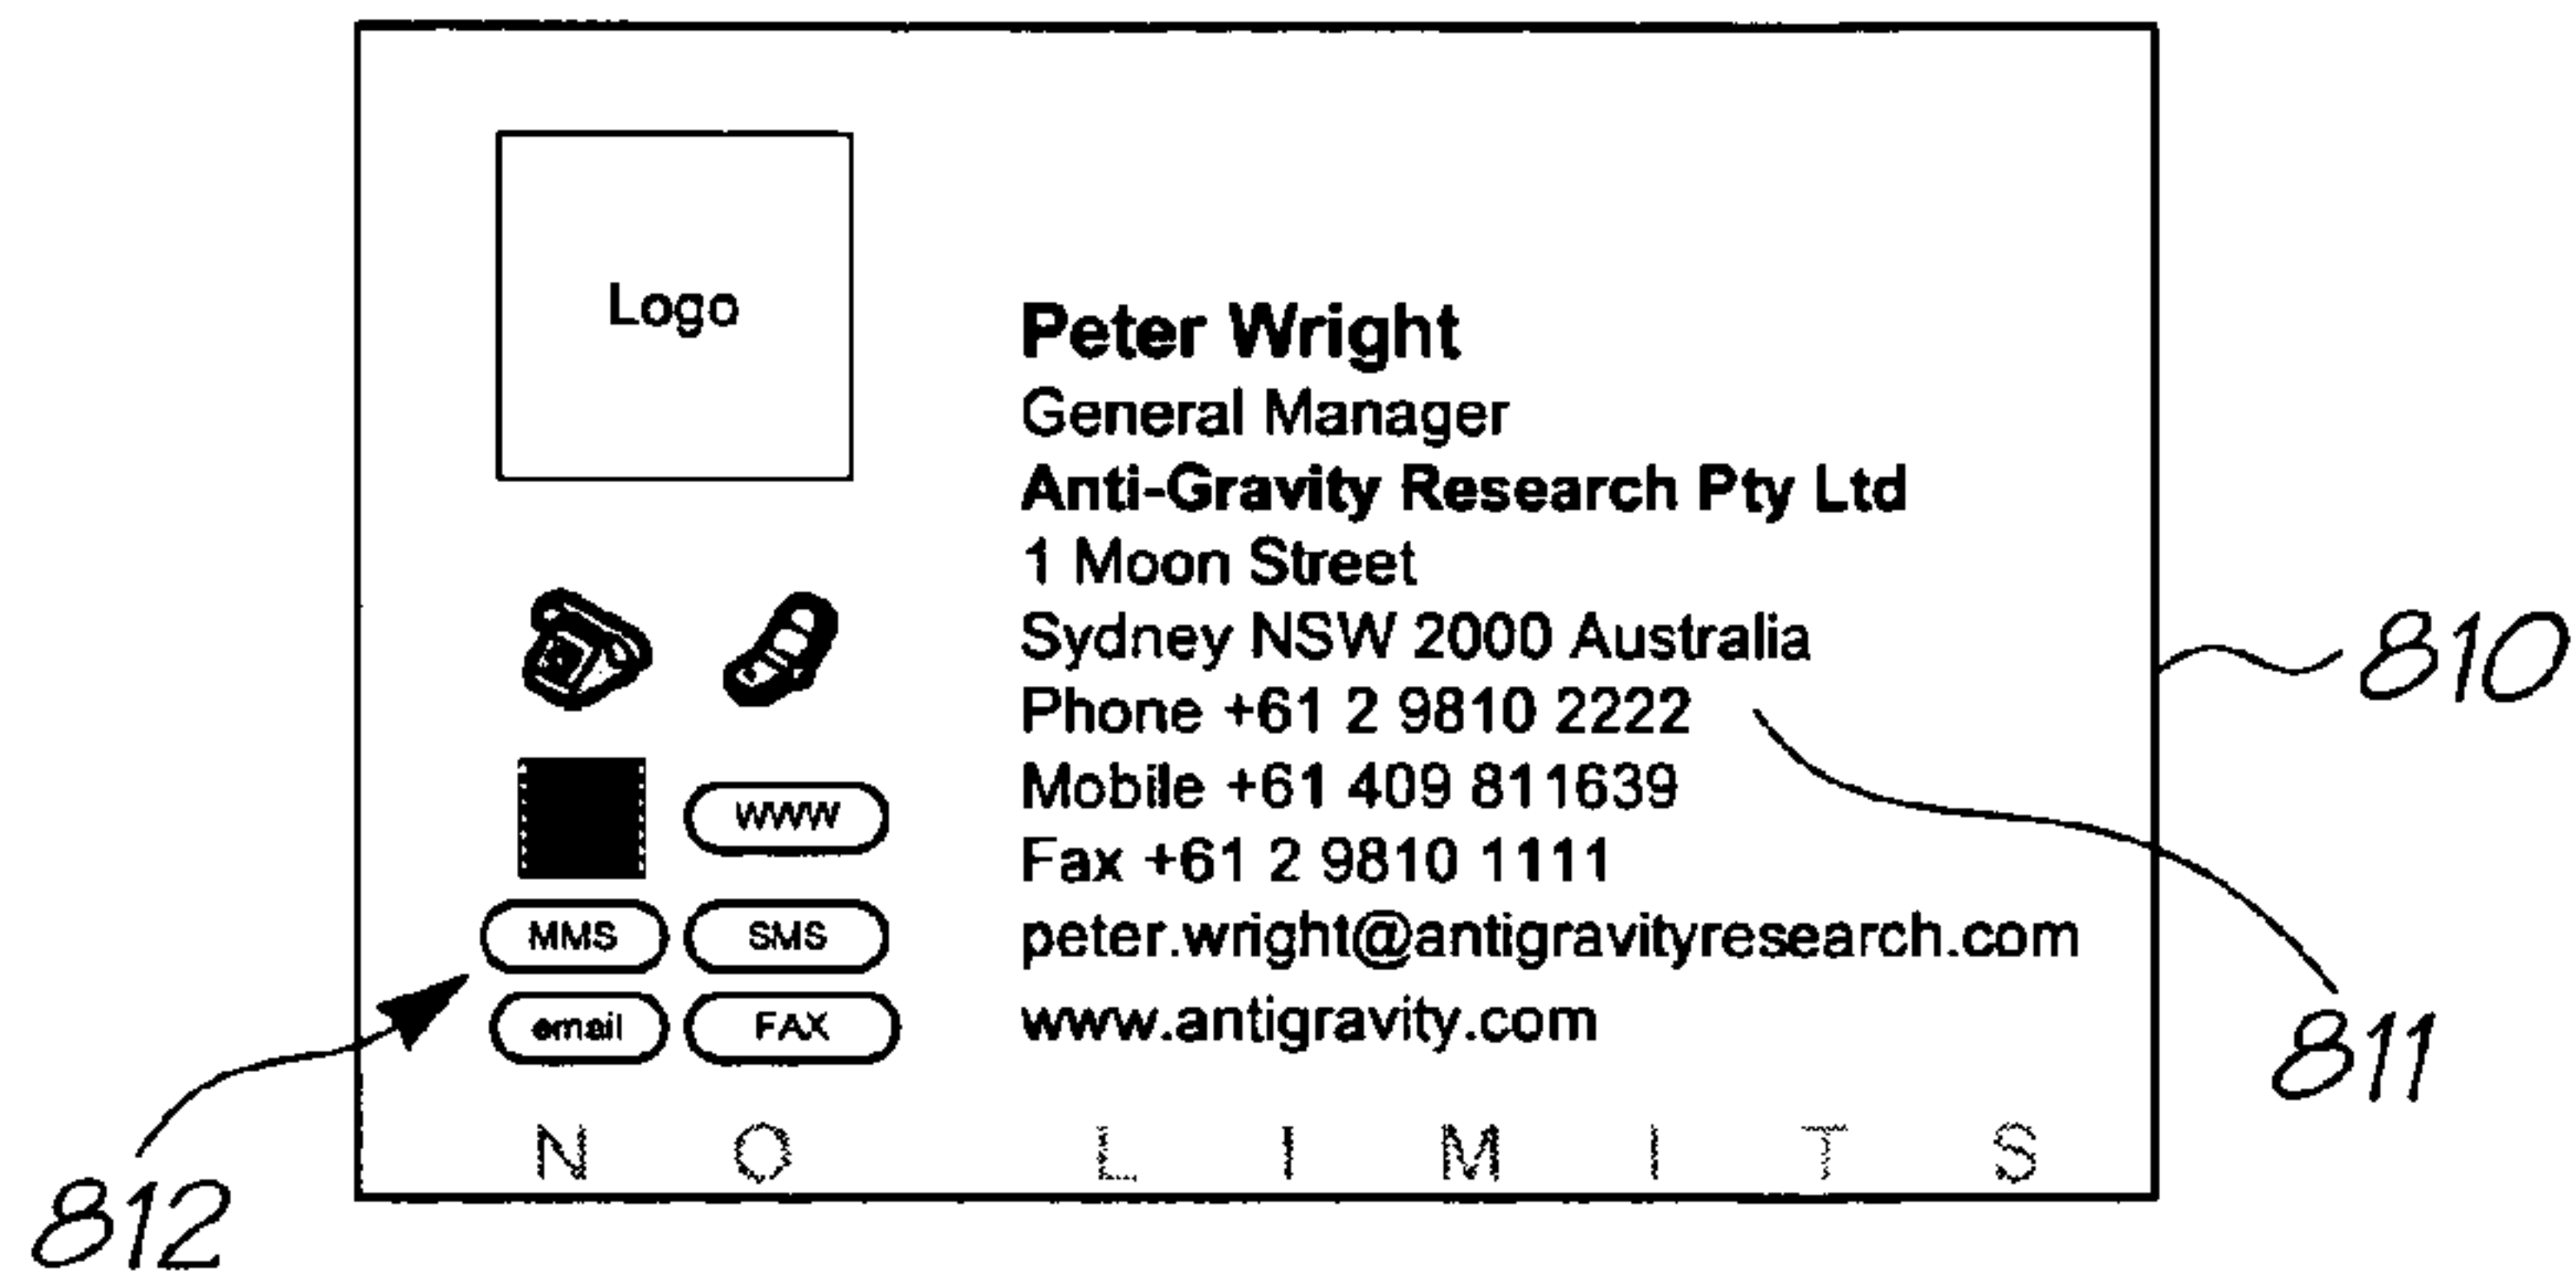 Logo
Peter Wright
General Manager
Anti-Gravity Research Pty Ltd
1 Moon Street
Sydney NSW 2000 Australia
Phone +61 2 9810 2222
Mobile +61 409 811639
Fax +61 2 9810 1111
peter.wright@antigravityresearch.com
www.antigravity.com
WWW
MMS SMS
email FAX
NO LIMITS
810
811
812